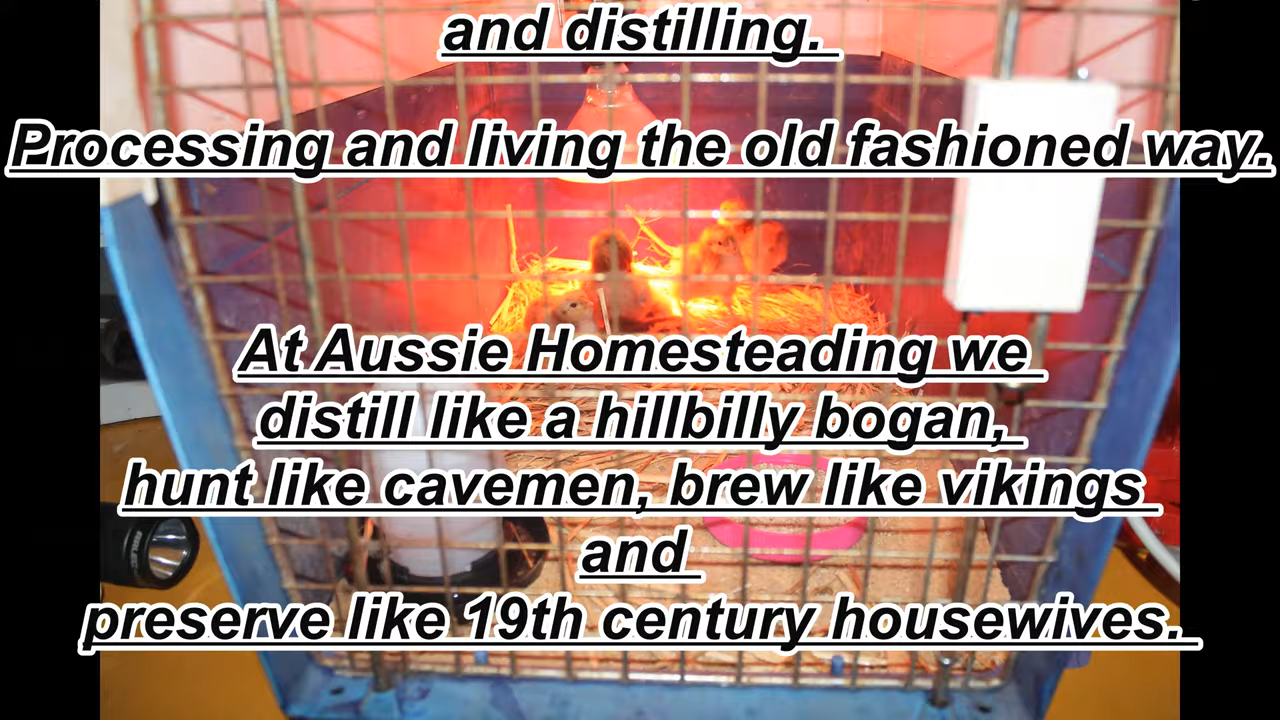 and distilling.
Processing and living the old fashioned way.
At Aussie Homesteading we
distill like a hillbilly bogan,
hunt like cavemen, brew like vikings
and
preserve like 19th century housewives.